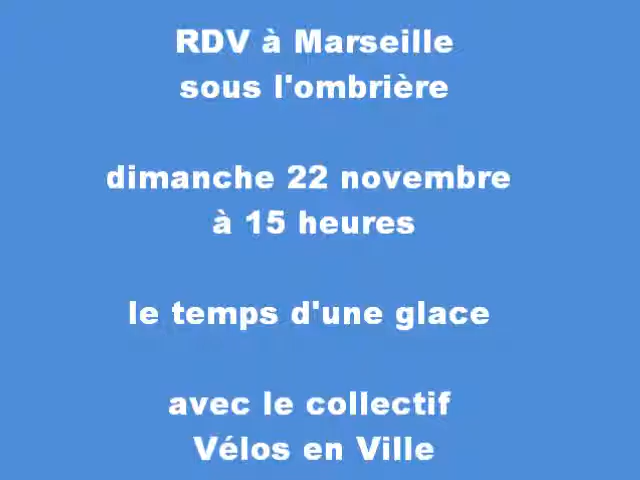 RDV à Marseille
sous l'ombrière
dimanche 22 novembre
à 15 heures
le temps d'une glace
avec le collectif
Vélos en Ville